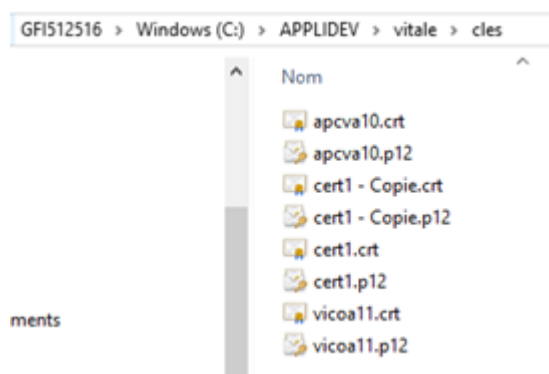 GFI512516 > Windows (C:) > APPLIDEV > vitale > cles
Nom
apcva10.crt
apcva10.p12
cert1 - Copie.crt
cert1 - Copie.p12
cert1.crt
cert1.p12
ments
vicoa11.crt
vicoa11.p12